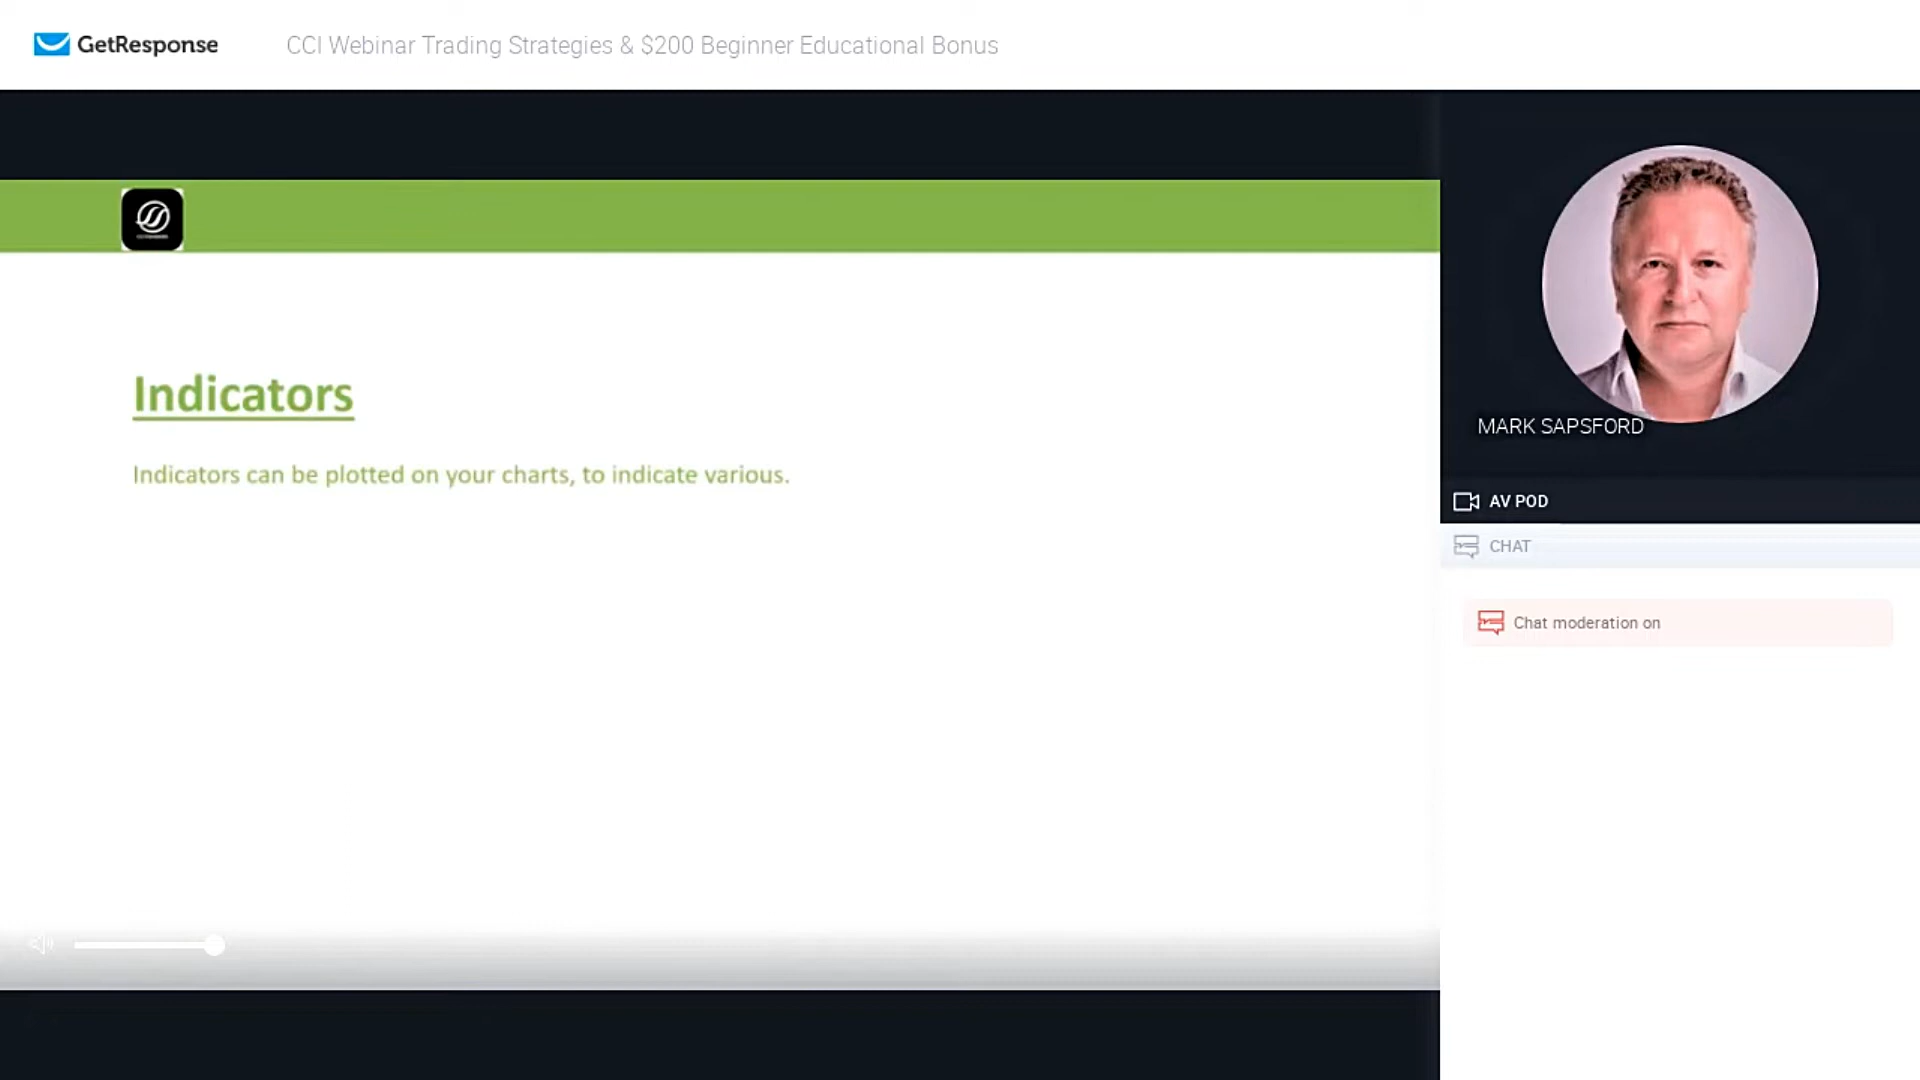 GetResponse
CCI Webinar Trading Strategies & $200 Beginner Educational Bonus
Indicators
Indicators can be plotted on your charts, to indicate various.
MARK SAPSFORD
AV POD
CHAT
Chat moderation on